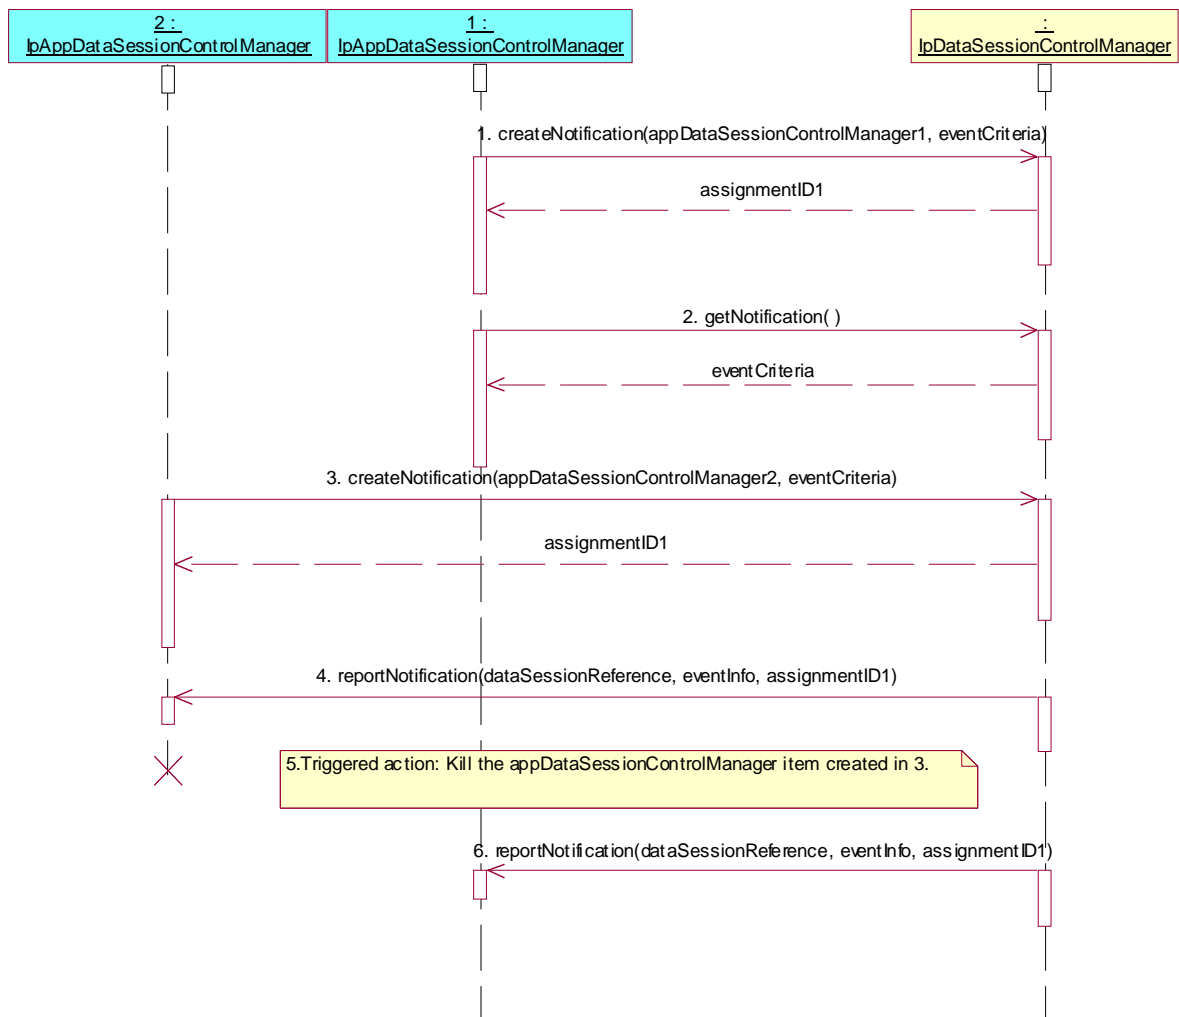 2 :
IpAppDataSessionControlManager
1 :
IpAppDataSessionControlManager
:
IpDataSessionControlManager
1. createNotification(appDataSessionControlManager1, eventCriteria)
assignmentID1
2. getNotification( )
eventCriteria
3. createNotification(appDataSessionControlManager2, eventCriteria)
assignmentID1
4. reportNotification(dataSessionReference, eventInfo, assignmentID1)
5.Triggered action: Kill the appDataSessionControlManager item created in 3.
6. reportNotification(dataSessionReference, eventInfo, assignmentID1)